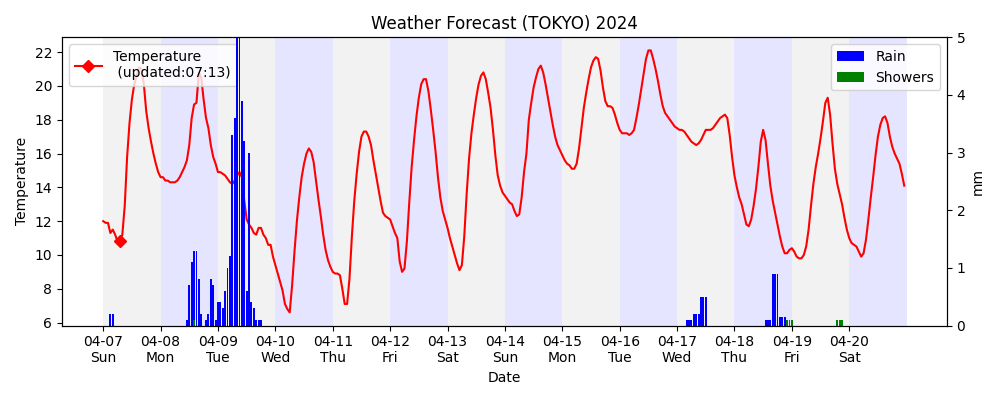 Weather Forecast (TOKYO) 2024
Temperature
(updated:07:13)
Rain
Showers
22
20
18
16
14
12
10
8
6
Temperature
5
4
3
2
1
0
mm
04-07 04-08 04-09 04-10 04-11 04-12 04-13 04-14 04-15 04-16 04-17 04-18 04-19 04-20
Sun Mon Tue Wed Thu Fri Sat Sun Mon Tue Wed Thu Fri Sat
Date